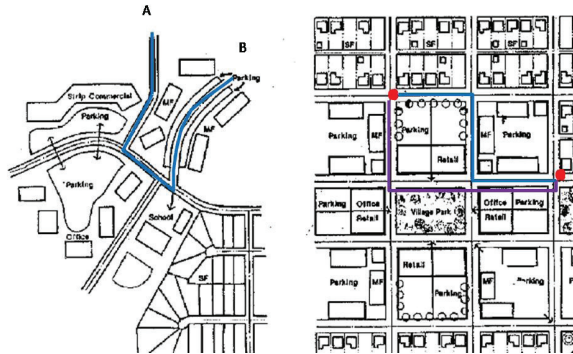 A
B
Parking
Strip Commercial
Parking
MF
MF
Parking
Office
School
SF
SF
SF
SF
Parking
MF
Parking
Retail
MF
Parking
Parking
Office
Retail
Village Park
Office
Parking
Retail
Parking
MF
Retail
Parking
MF
Parking